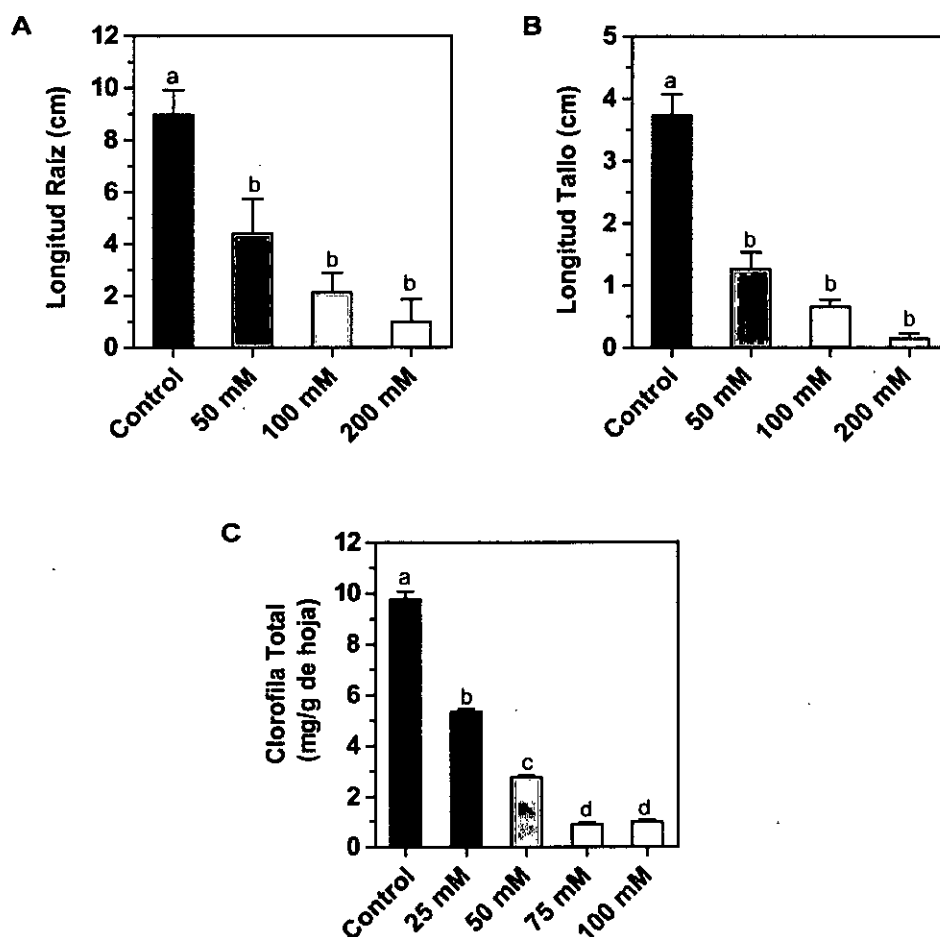 A
Longitud Raíz (cm)
12
10
8
6
4
2
0
a
b
b
b
Control
50 mM
100 mM
200 mM
B
Longitud Tallo (cm)
5
4
3
2
1
0
a
b
b
b
Control
50 mM
100 mM
200 mM
C
Clorofila Total
(mg/g de hoja)
12
10
8
6
4
2
0
a
b
c
d
d
Control
25 mM
50 mM
75 mM
100 mM